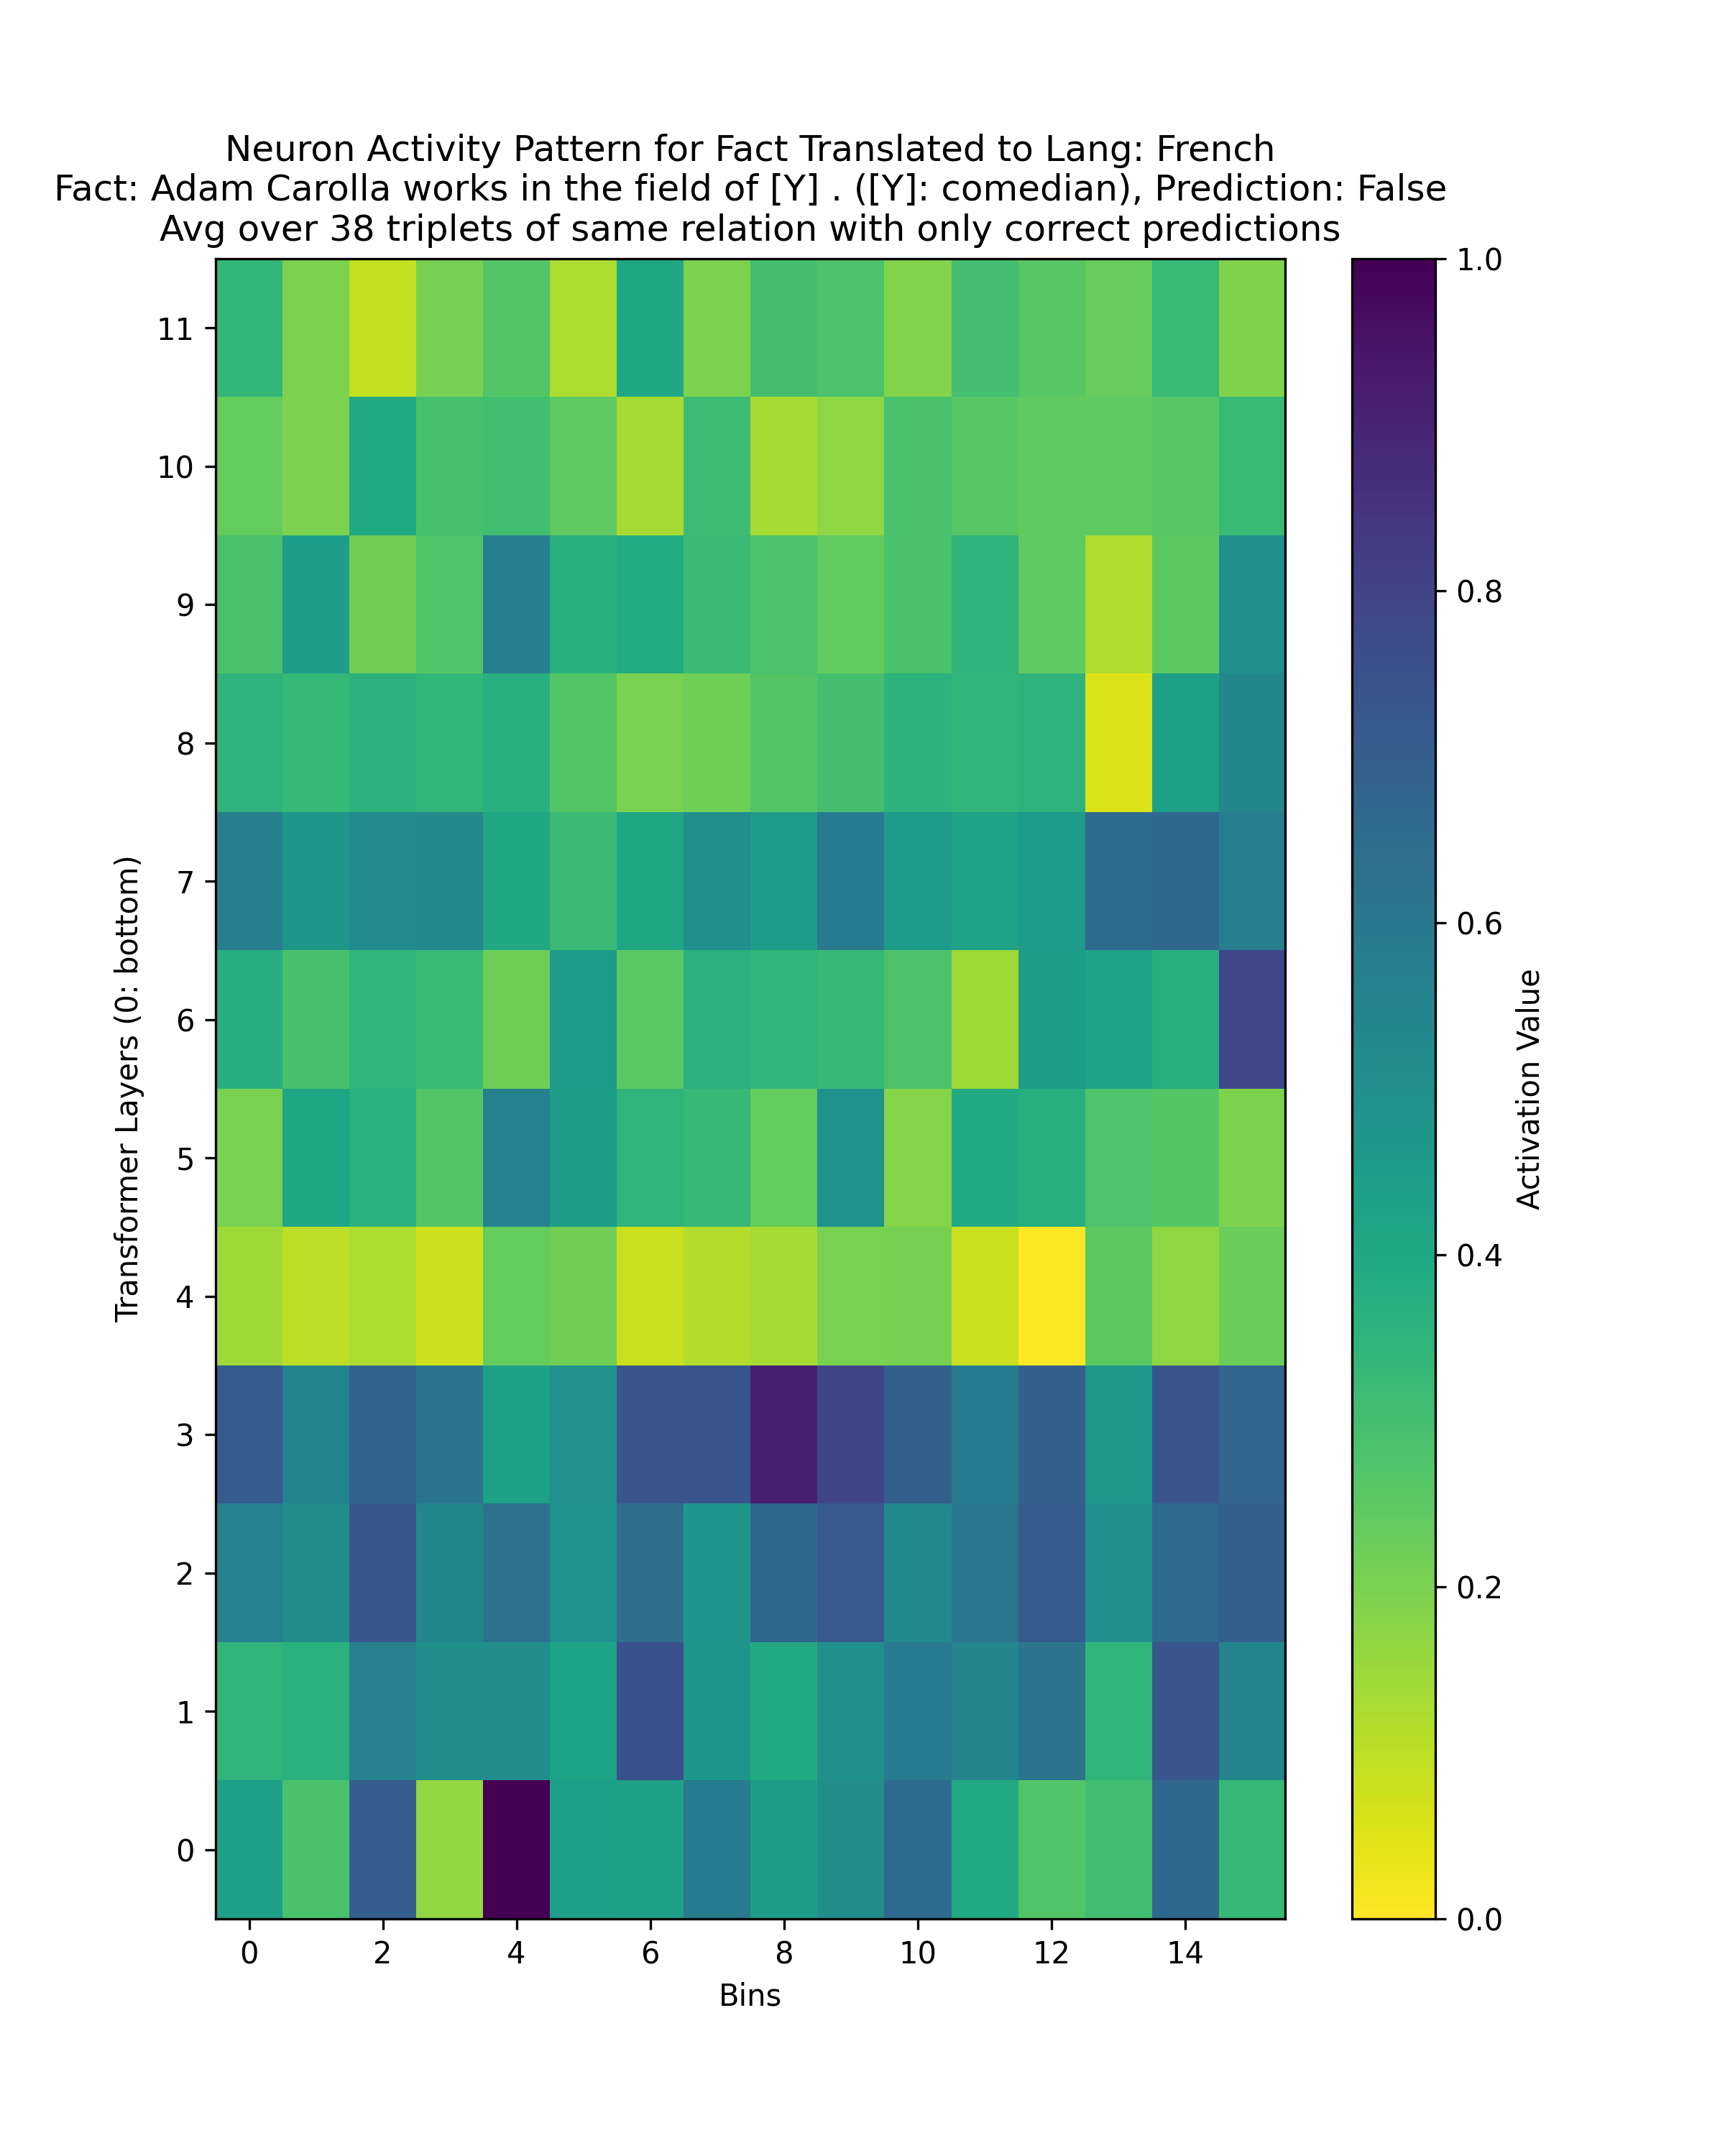 Neuron Activity Pattern for Fact Translated to Lang: French
Fact: Adam Carolla works in the field of [Y] . ([Y]: comedian), Prediction: False
Avg over 38 triplets of same relation with only correct predictions
11
10
9
8
7
6
5
4
3
2
1
0
Transformer Layers (0: bottom)
0 2 4 6 8 10 12 14
Bins
1.0
0.8
0.6
0.4
0.2
0.0
Activation Value